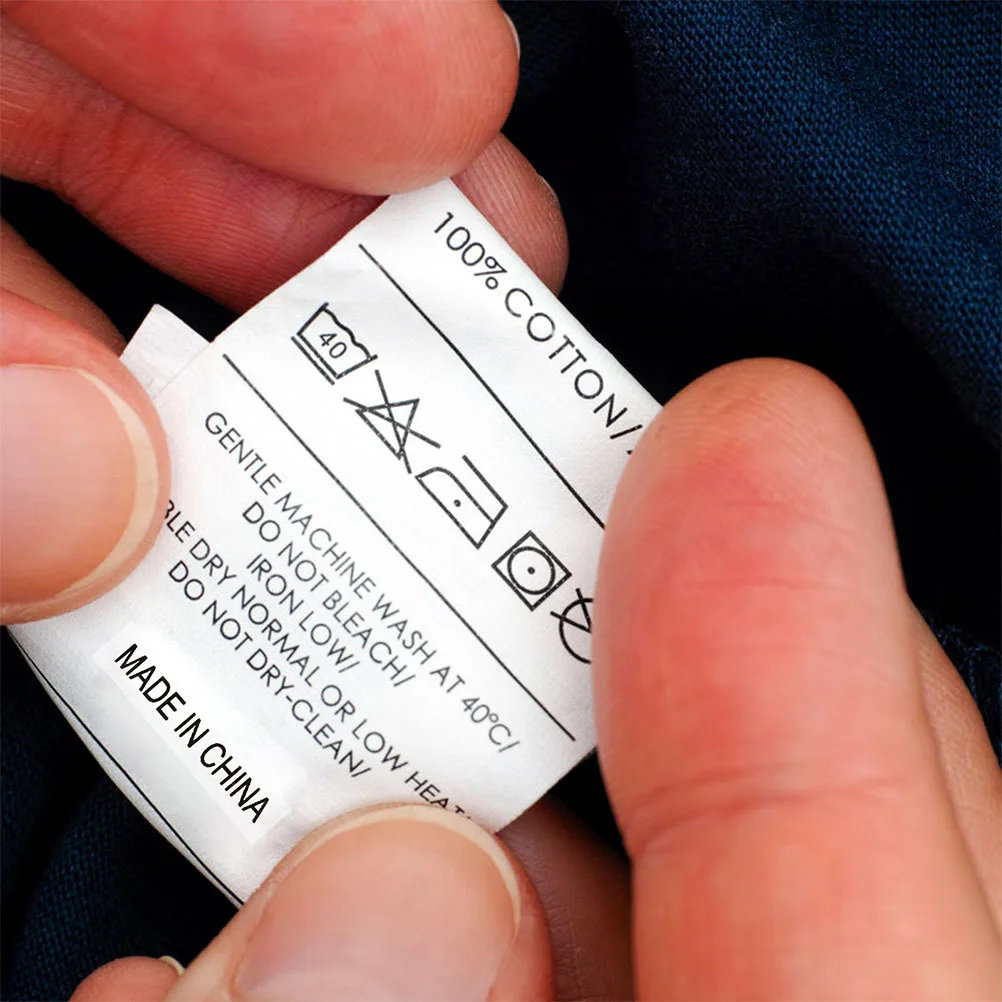 100% COTTON/
40
GENTLE MACHINE WASH AT 40°C/
DO NOT BLEACH/
IRON LOW/
DRY NORMAL OR LOW
DO NOT DRY-CLEAN/
MADE IN CHINA